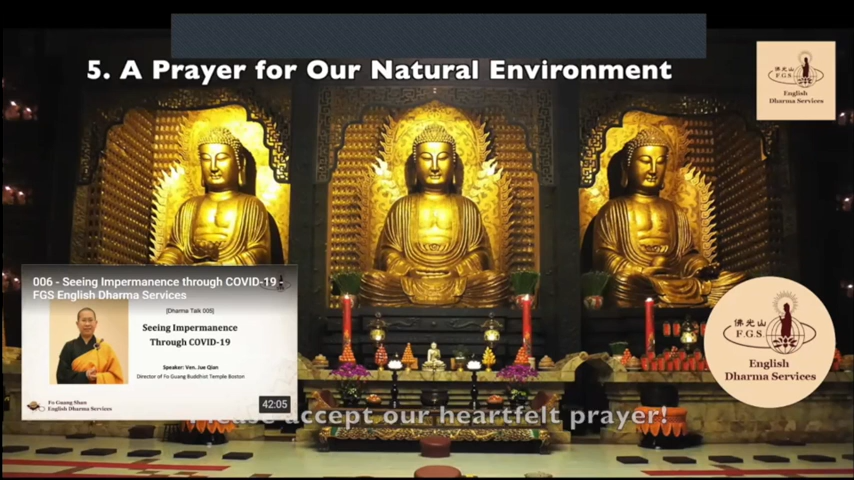 5. A Prayer for Our Natural Environment
佛光山
F.G.S.
English
Dharma Services
006 - Seeing Impermanence through COVID-19
FGS English Dharma Services
[Dharma Talk 005]
Seeing Impermanence
Through COVID-19
Speaker: Ven. Jue Qian
Director of Fo Guang Buddhist Temple Boston
Fo Guang Shan
English Dharma Services
42:05
佛光山
F.G.S.
English
Dharma Services
accept our heartfelt prayer!